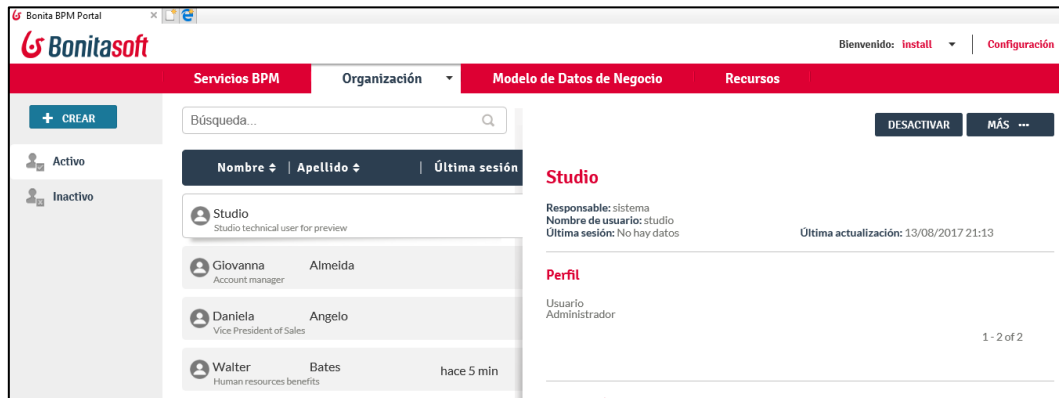 Bonita BPM Portal
Bonitasoft
Bienvenido: install
Configuración
Servicios BPM
Organización
Modelo de Datos de Negocio
Recursos
+ CREAR
Activo
Inactivo
Búsqueda...
Nombre | Apellido | Última sesión
Studio
Studio technical user for preview
Giovanna Almeida
Account manager
Daniela Angelo
Vice President of Sales
Walter Bates hace 5 min
Human resources benefits
DESACTIVAR
MÁS ...
Studio
Responsable: sistema
Nombre de usuario: studio
Última sesión: No hay datos
Última actualización: 13/08/2017 21:13
Perfil
Usuario
Administrador
1 - 2 of 2